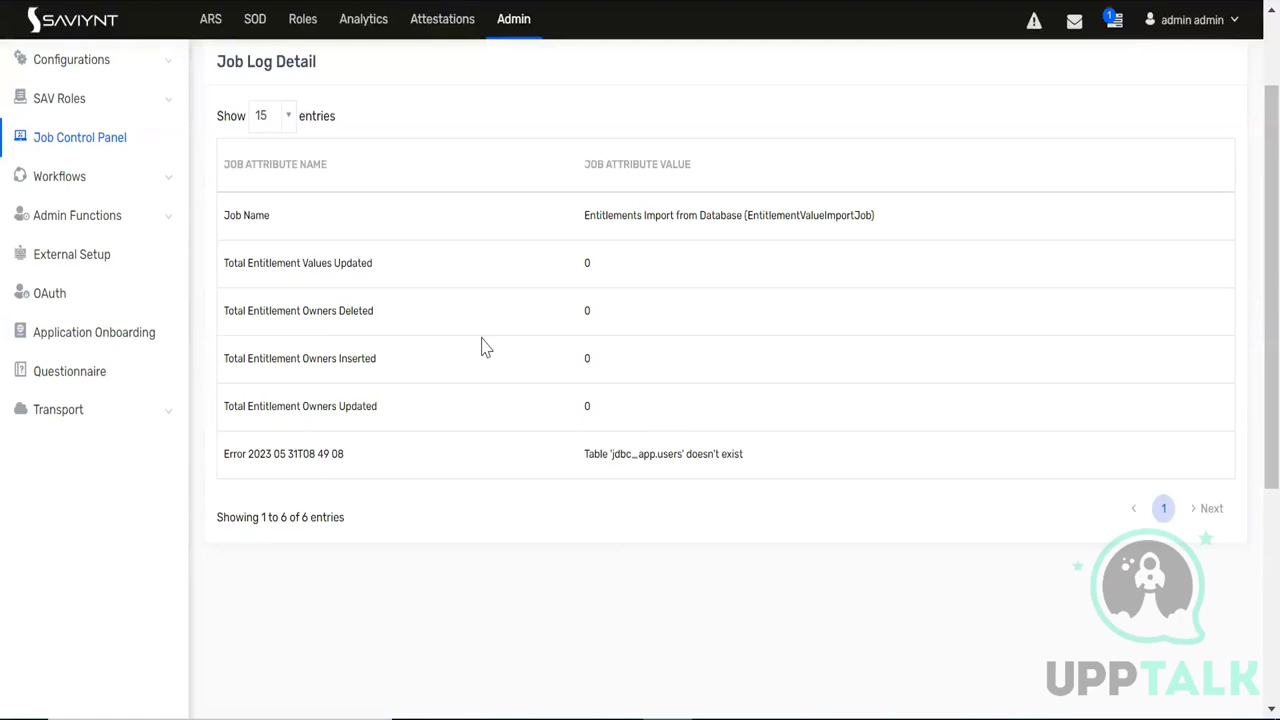 SAVIYNT
ARS SOD Roles Analytics Attestations Admin
1
admin admin
Configurations
SAV Roles
Job Control Panel
Workflows
Admin Functions
External Setup
OAuth
Application Onboarding
Questionnaire
Transport
Job Log Detail
Show 15 entries
JOB ATTRIBUTE NAME JOB ATTRIBUTE VALUE
Job Name Entitlements Import from Database (EntitlementValueImportJob)
Total Entitlement Values Updated 0
Total Entitlement Owners Deleted 0
Total Entitlement Owners Inserted 0
Total Entitlement Owners Updated 0
Error 2023 05 31T08 49 08 Table 'jdbc_app.users' doesn't exist
Showing 1 to 6 of 6 entries
‹ 1 › Next
UPPTALK